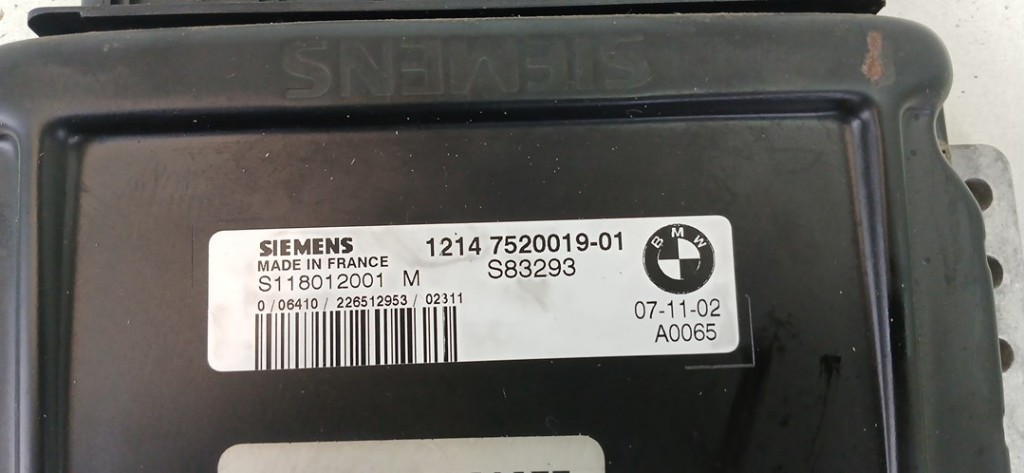 SIEMENS
SIEMENS 1214 7520019-01 BMW
MADE IN FRANCE S83293
S118012001 M
0 / 06410 / 226512953 / 02311 07-11-02
A0065